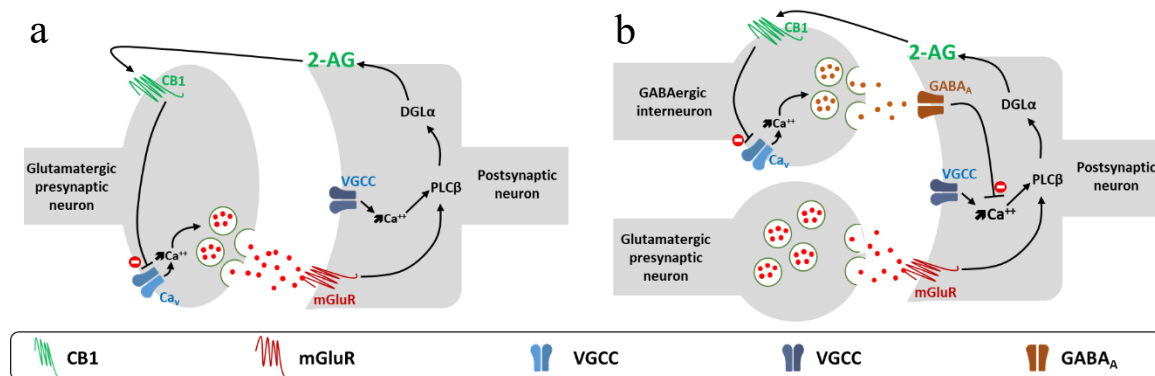 a
2-AG
CB1
DGLα
Glutamatergic
presynaptic
neuron
VGCC
PLCβ
Postsynaptic
neuron
Ca⁺⁺
Ca⁺⁺
Caᵥ
mGluR
b
CB1
2-AG
GABAergic
interneuron
GABAA
DGLα
Ca⁺⁺
Caᵥ
VGCC
PLCβ
Postsynaptic
neuron
Ca⁺⁺
Glutamatergic
presynaptic
neuron
mGluR
CB1
mGluR
VGCC
VGCC
GABAA